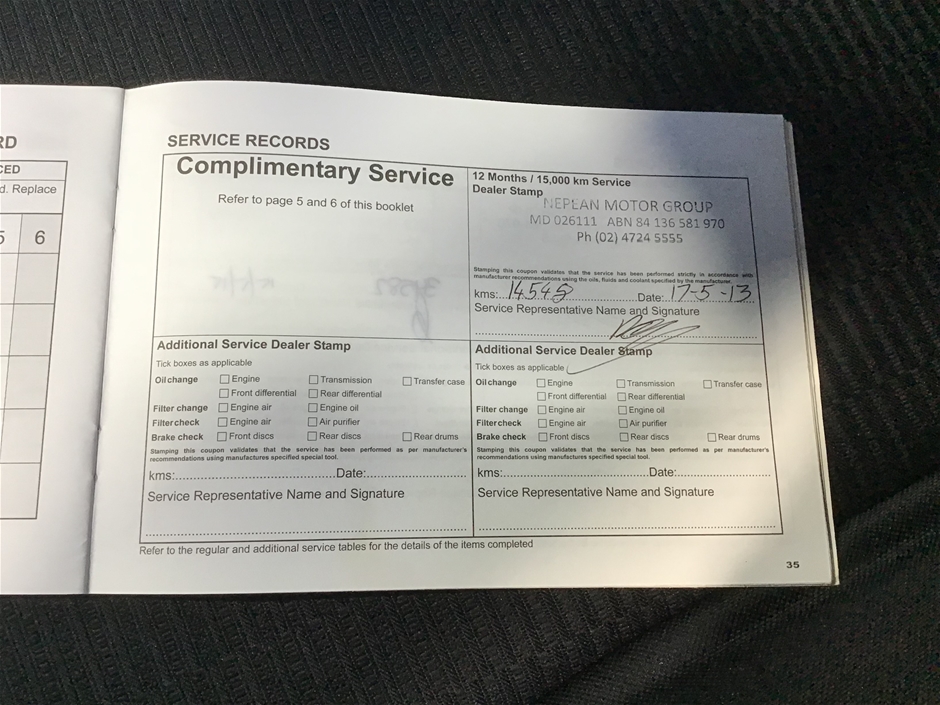 RD
CED
d. Replace
5 6
SERVICE RECORDS
Complimentary Service
Refer to page 5 and 6 of this booklet
12 Months / 15,000 km Service
Dealer Stamp
NEPEAN MOTOR GROUP
MD 026111 ABN 84 136 581 970
Ph (02) 4724 5555
Stamping this coupon validates that the service has been performed strictly in accordance with
manufacturer recommendations using the oils, fluids and coolant specified by the manufacturer.
kms:...14545...Date:..17-5-13
Service Representative Name and Signature
Additional Service Dealer Stamp
Tick boxes as applicable
Oil change Engine Transmission Transfer case
Front differential Rear differential
Filter change Engine air Engine oil
Filter check Engine air Air purifier
Brake check Front discs Rear discs Rear drums
Stamping this coupon validates that the service has been performed as per manufacturer's
recommendations using manufactures specified special tool.
kms:.....Date:.....
Service Representative Name and Signature
Additional Service Dealer Stamp
Tick boxes as applicable
Oil change Engine Transmission Transfer case
Front differential Rear differential
Filter change Engine air Engine oil
Filter check Engine air Air purifier
Brake check Front discs Rear discs Rear drums
Stamping this coupon validates that the service has been performed as per manufacturer's
recommendations using manufactures specified special tool.
kms:.....Date:.....
Service Representative Name and Signature
Refer to the regular and additional service tables for the details of the items completed
35